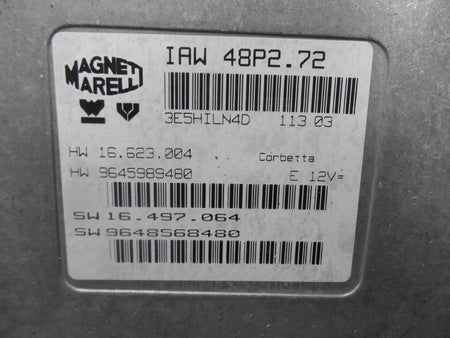 MAGNETI
MARELLI
IAW 48P2.72
3E5HILN4D 113 03
HW 16.623.004 Corbetta
HW 9645989480 E 12V=
SW 16.497.064
SW 9648568480